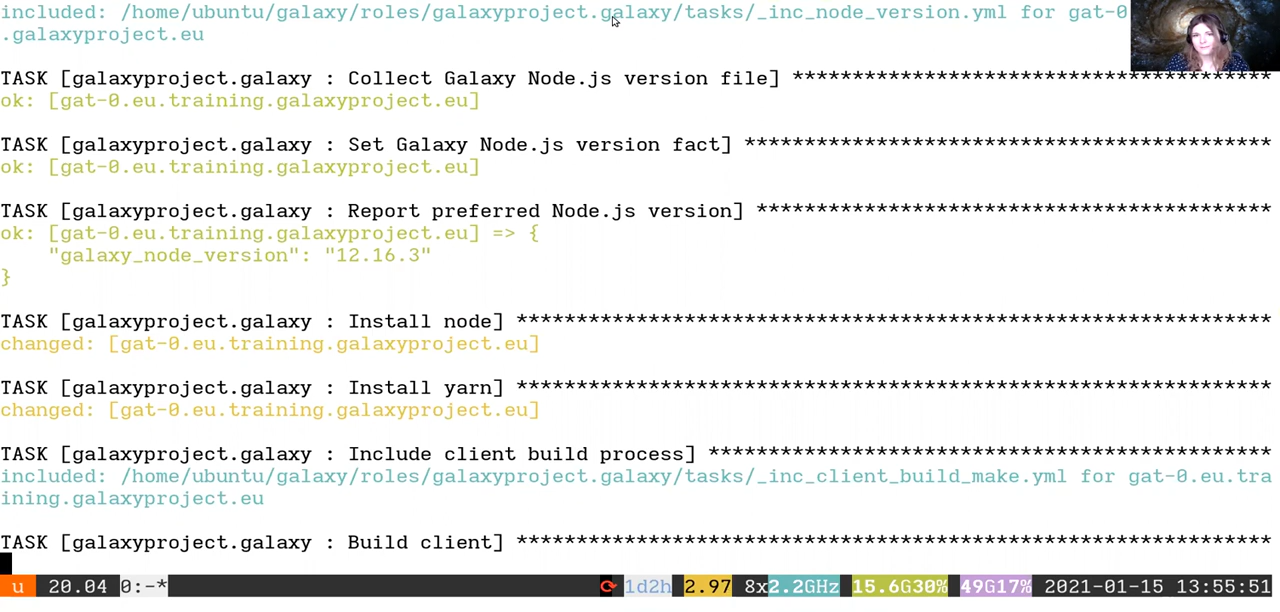 included: /home/ubuntu/galaxy/roles/galaxyproject.galaxy/tasks/_inc_node_version.yml for gat-0
.galaxyproject.eu
TASK [galaxyproject.galaxy : Collect Galaxy Node.js version file] ****************************************
ok: [gat-0.eu.training.galaxyproject.eu]
TASK [galaxyproject.galaxy : Set Galaxy Node.js version fact] ********************************************
ok: [gat-0.eu.training.galaxyproject.eu]
TASK [galaxyproject.galaxy : Report preferred Node.js version] *******************************************
ok: [gat-0.eu.training.galaxyproject.eu] => {
    "galaxy_node_version": "12.16.3"
}
TASK [galaxyproject.galaxy : Install node] ***************************************************************
changed: [gat-0.eu.training.galaxyproject.eu]
TASK [galaxyproject.galaxy : Install yarn] ***************************************************************
changed: [gat-0.eu.training.galaxyproject.eu]
TASK [galaxyproject.galaxy : Include client build process] ***********************************************
included: /home/ubuntu/galaxy/roles/galaxyproject.galaxy/tasks/_inc_client_build_make.yml for gat-0.eu.tra
ining.galaxyproject.eu
TASK [galaxyproject.galaxy : Build client] ***************************************************************
u 20.04 0:-* 1d2h 2.97 8x2.2GHz 15.6G30% 49G17% 2021-01-15 13:55:51